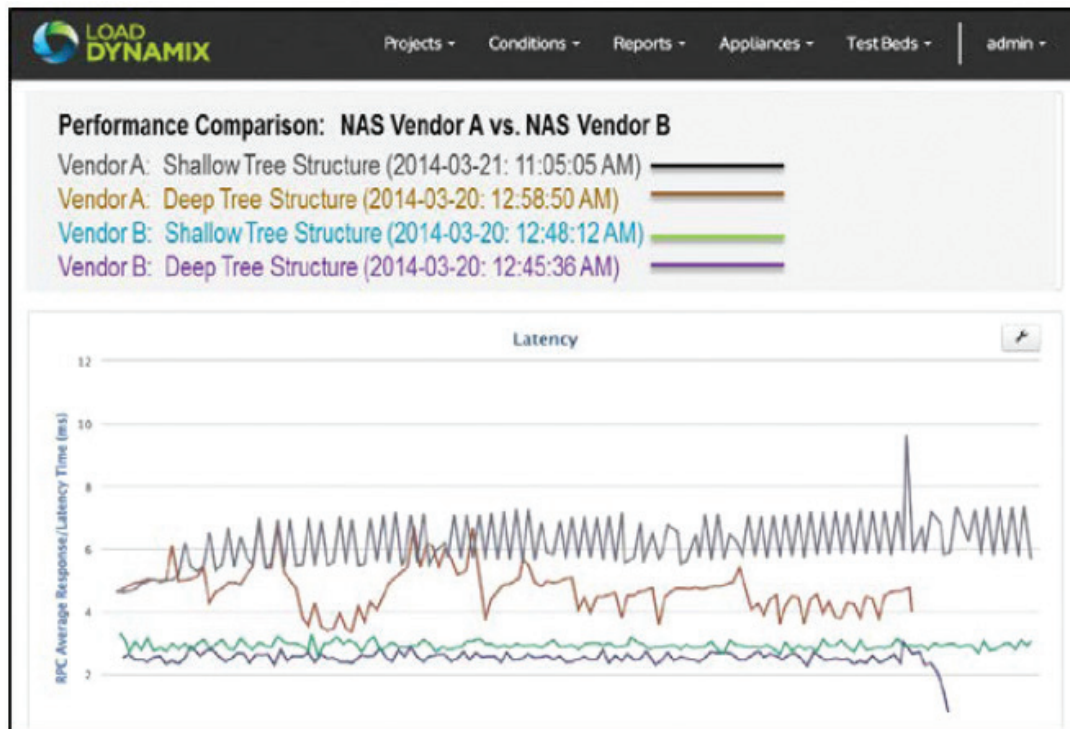 LOAD
DYNAMIX
Projects Conditions Reports Appliances Test Beds admin
Performance Comparison: NAS Vendor A vs. NAS Vendor B
Vendor A: Shallow Tree Structure (2014-03-21: 11:05:05 AM)
Vendor A: Deep Tree Structure (2014-03-20: 12:58:50 AM)
Vendor B: Shallow Tree Structure (2014-03-20: 12:48:12 AM)
Vendor B: Deep Tree Structure (2014-03-20: 12:45:36 AM)
Latency
RPC Average Response/Latency Time (ms)
12
10
8
6
4
2